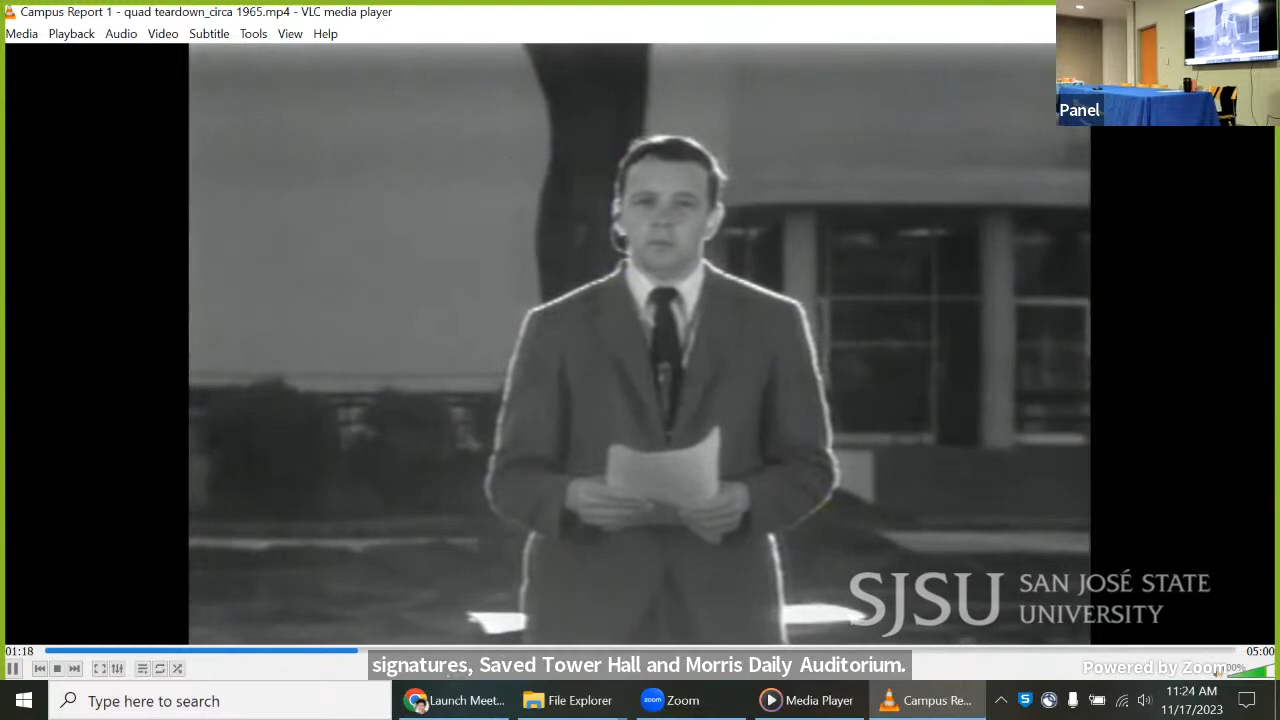 Campus Report 1 - quad teardown_circa 1965.mp4 - VLC media player
Media Playback Audio Video Subtitle Tools View Help
Panel
SJSU SAN JOSÉ STATE
UNIVERSITY
01:18
05:00
signatures, Saved Tower Hall and Morris Daily Auditorium.
Powered by Zoom
Type here to search
Launch Meet...
File Explorer
Zoom
Media Player
Campus Re...
11:24 AM
11/17/2023